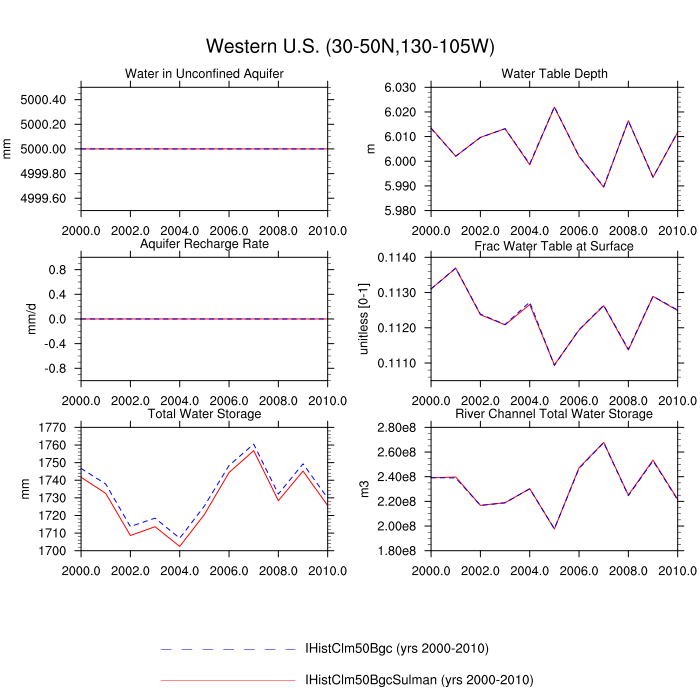 Western U.S. (30-50N,130-105W)
Water in Unconfined Aquifer
mm
5000.40
5000.20
5000.00
4999.80
4999.60
2000.0 2002.0 2004.0 2006.0 2008.0 2010.0
Water Table Depth
m
6.030
6.020
6.010
6.000
5.990
5.980
2000.0 2002.0 2004.0 2006.0 2008.0 2010.0
Aquifer Recharge Rate
mm/d
0.8
0.4
0.0
-0.4
-0.8
2000.0 2002.0 2004.0 2006.0 2008.0 2010.0
Frac Water Table at Surface
unitless [0-1]
0.1140
0.1130
0.1120
0.1110
2000.0 2002.0 2004.0 2006.0 2008.0 2010.0
Total Water Storage
mm
1770
1760
1750
1740
1730
1720
1710
1700
2000.0 2002.0 2004.0 2006.0 2008.0 2010.0
River Channel Total Water Storage
m3
2.80e8
2.60e8
2.40e8
2.20e8
2.00e8
1.80e8
2000.0 2002.0 2004.0 2006.0 2008.0 2010.0
IHistClm50Bgc (yrs 2000-2010)
IHistClm50BgcSulman (yrs 2000-2010)